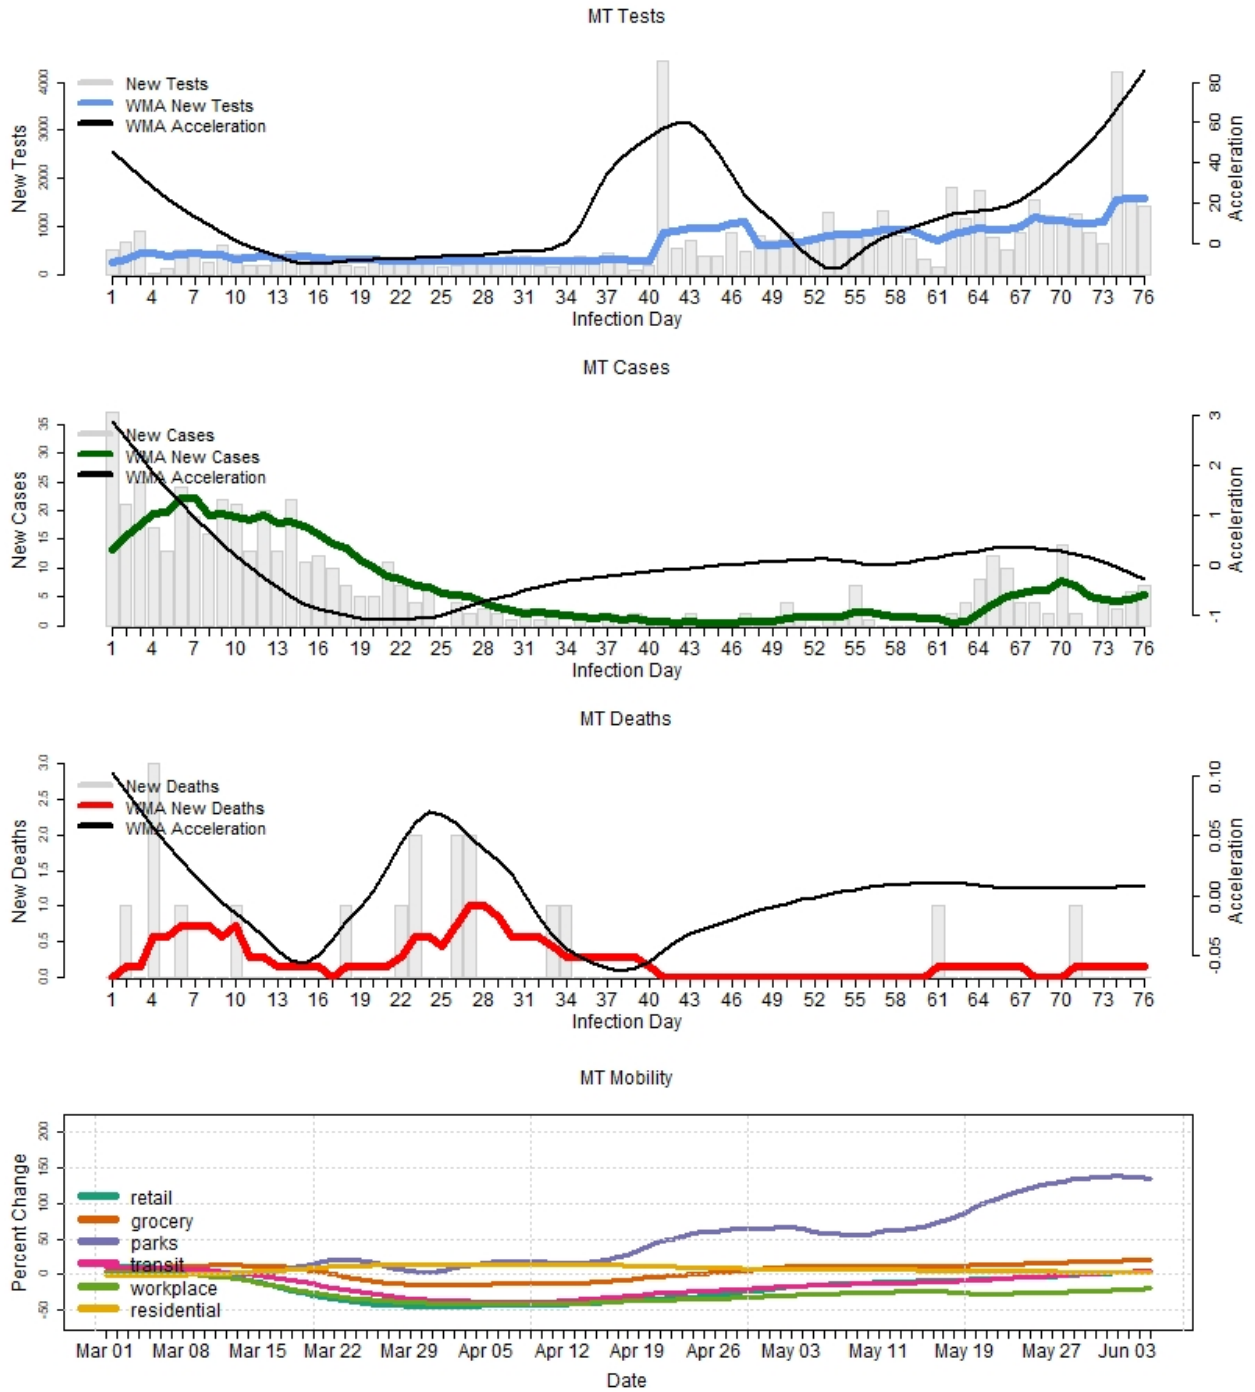 MT Tests
New Tests
WMA New Tests
WMA Acceleration
New Tests
0 1000 2000 3000 4000
Acceleration
0 20 40 60 80
1 4 7 10 13 16 19 22 25 28 31 34 37 40 43 46 49 52 55 58 61 64 67 70 73 76
Infection Day
MT Cases
New Cases
WMA New Cases
WMA Acceleration
New Cases
0 5 10 15 20 25 30 35
Acceleration
-1 0 1 2 3
1 4 7 10 13 16 19 22 25 28 31 34 37 40 43 46 49 52 55 58 61 64 67 70 73 76
Infection Day
MT Deaths
New Deaths
WMA New Deaths
WMA Acceleration
New Deaths
0.0 0.5 1.0 1.5 2.0 2.5 3.0
Acceleration
-0.05 0.00 0.05 0.10
1 4 7 10 13 16 19 22 25 28 31 34 37 40 43 46 49 52 55 58 61 64 67 70 73 76
Infection Day
MT Mobility
Percent Change
-50 0 50 100 150 200
retail
grocery
parks
transit
workplace
residential
Mar 01 Mar 08 Mar 15 Mar 22 Mar 29 Apr 05 Apr 12 Apr 19 Apr 26 May 03 May 11 May 19 May 27 Jun 03
Date